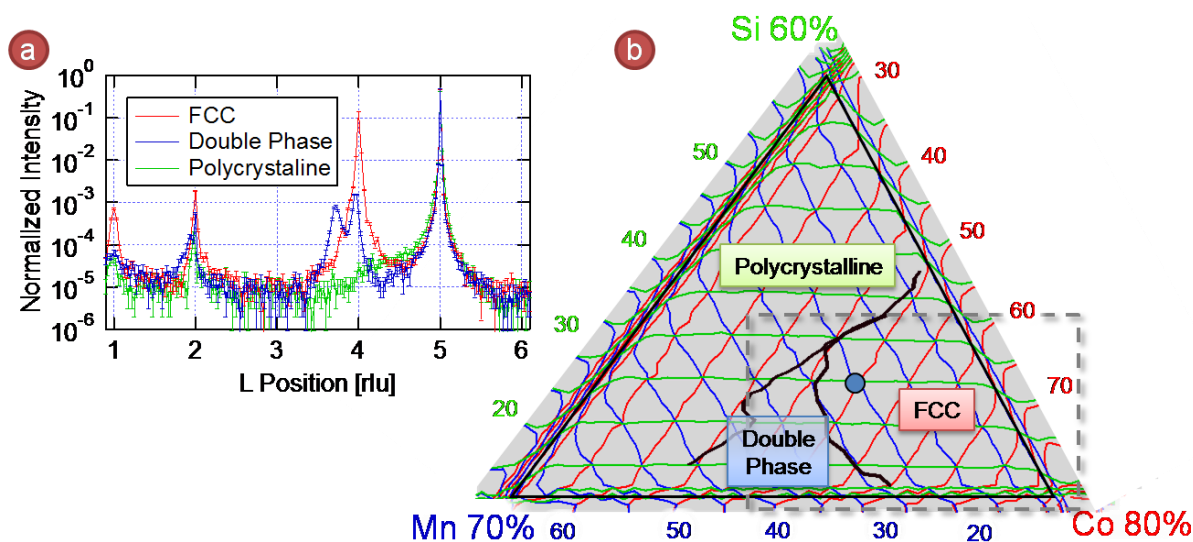 a
10⁰
10⁻¹
10⁻²
10⁻³
10⁻⁴
10⁻⁵
10⁻⁶
Normalized Intensity
FCC
Double Phase
Polycrystaline
1 2 3 4 5 6
L Position [rlu]
b
Si 60%
30
40
50
60
70
50
40
30
20
Polycrystalline
FCC
Double
Phase
Mn 70%
60 50 40 30 20
Co 80%